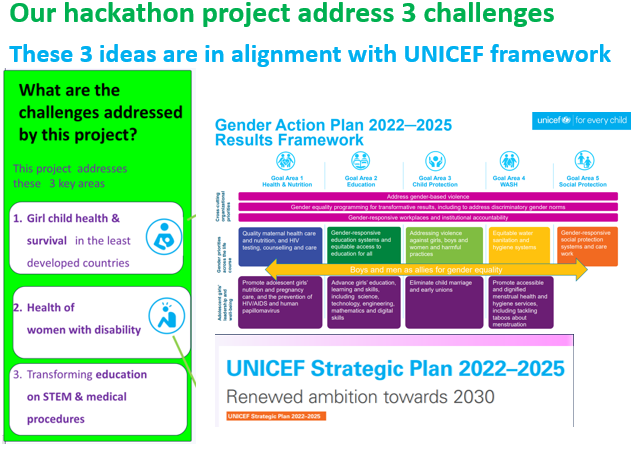 Our hackathon project address 3 challenges
These 3 ideas are in alignment with UNICEF framework
What are the
challenges addressed
by this project?
This project addresses
these 3 key areas
1. Girl child health &
survival in the least
developed countries
2. Health of
women with disability
3. Transforming education
on STEM & medical
procedures
unicef for every child
Gender Action Plan 2022—2025
Results Framework
Goal Area 1
Health & Nutrition
Goal Area 2
Education
Goal Area 3
Child Protection
Goal Area 4
WASH
Goal Area 5
Social Protection
Cross-cutting
organizational
priorities
Address gender-based violence
Gender equality programming for transformative results, including to address discriminatory gender norms
Gender-responsive workplaces and institutional accountability
Gender priorities
across the life
course
Quality maternal health care
and nutrition, and HIV
testing, counselling and care
Gender-responsive
education systems and
equitable access to
education for all
Addressing violence
against girls, boys and
women and harmful
practices
Equitable water
sanitation and
hygiene systems
Gender-responsive
social protection
systems and care
work
Boys and men as allies for gender equality
Adolescent girls'
leadership and
well-being
Promote adolescent girls'
nutrition and pregnancy
care, and the prevention of
HIV/AIDS and human
papillomavirus
Advance girls' education,
learning and skills,
including science,
technology, engineering,
mathematics and digital
skills
Eliminate child marriage
and early unions
Promote accessible
and dignified
menstrual health and
hygiene services,
including tackling
taboos about
menstruation
UNICEF Strategic Plan 2022–2025
Renewed ambition towards 2030
UNICEF Strategic Plan 2022–2025